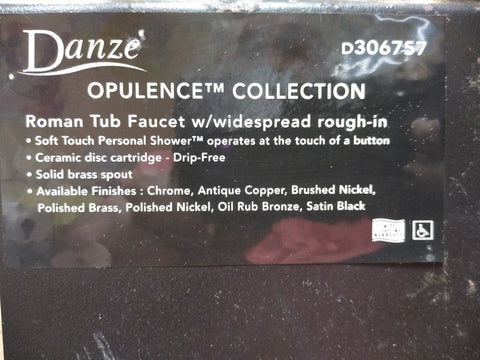 Danze
D306757
OPULENCE™ COLLECTION
Roman Tub Faucet w/widespread rough-in
• Soft Touch Personal Shower™ operates at the touch of a button
• Ceramic disc cartridge - Drip-Free
• Solid brass spout
• Available Finishes : Chrome, Antique Copper, Brushed Nickel,
Polished Brass, Polished Nickel, Oil Rub Bronze, Satin Black